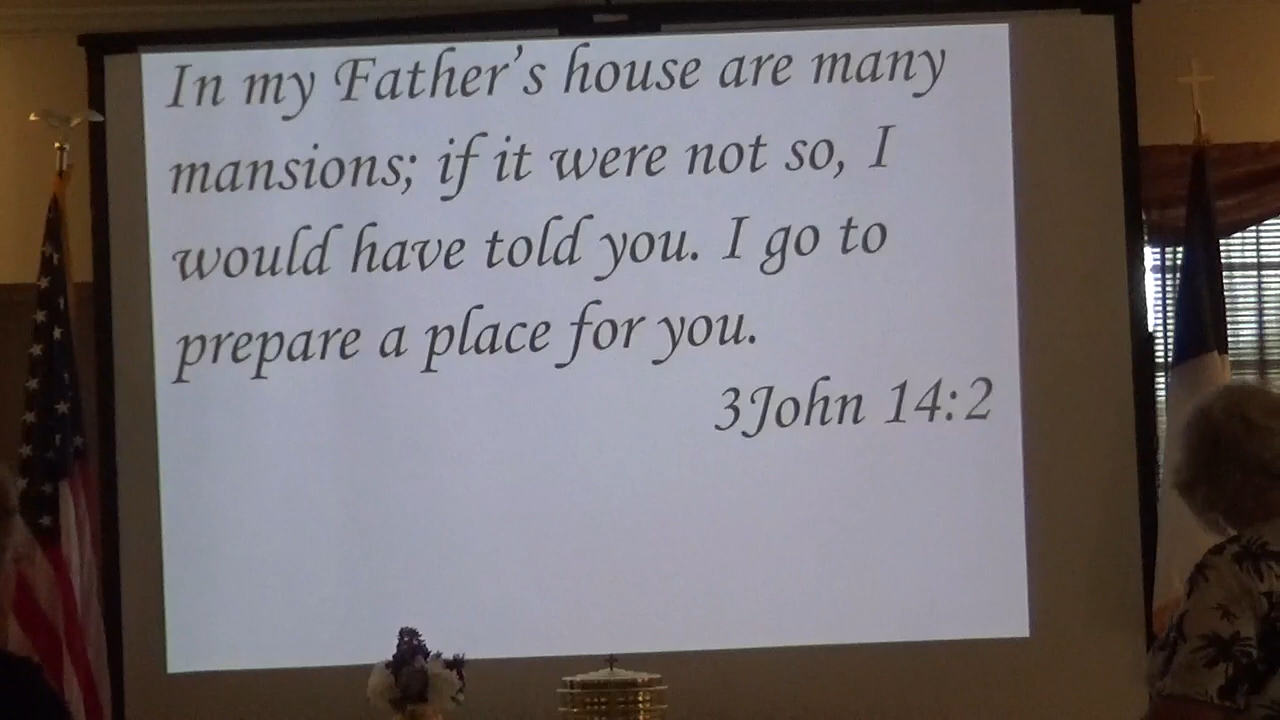 In my Father's house are many
mansions; if it were not so, I
would have told you. I go to
prepare a place for you.
3John 14:2